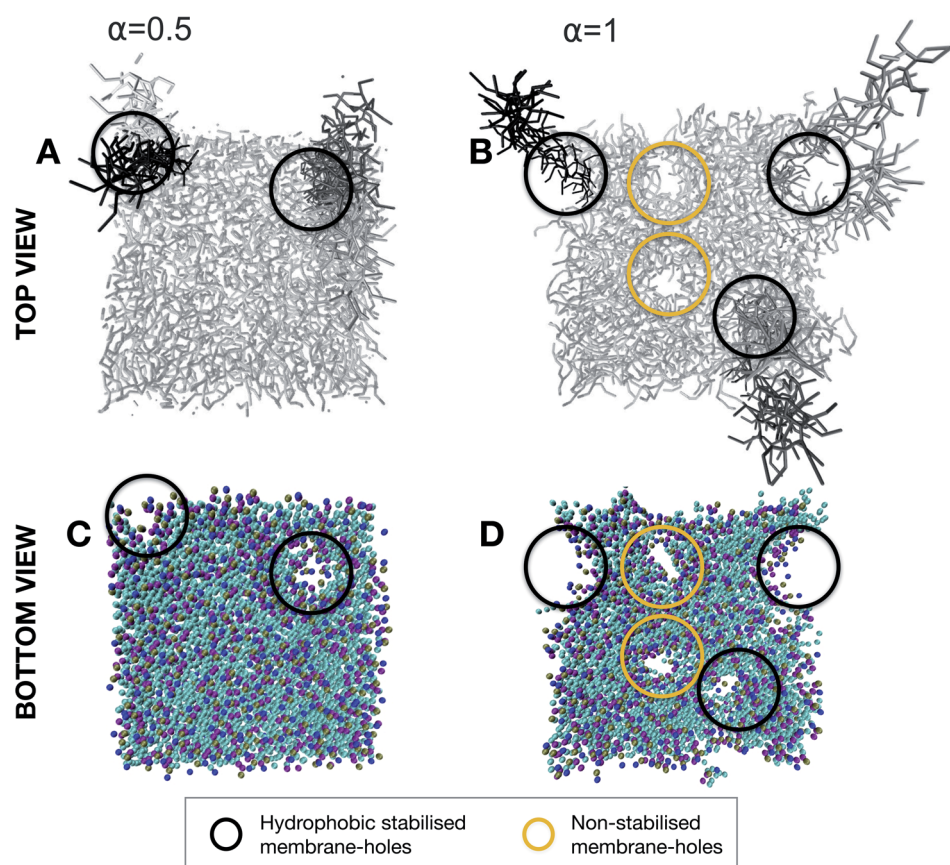 α=0.5
α=1
A
B
TOP VIEW
C
D
BOTTOM VIEW
Hydrophobic stabilised
membrane-holes
Non-stabilised
membrane-holes